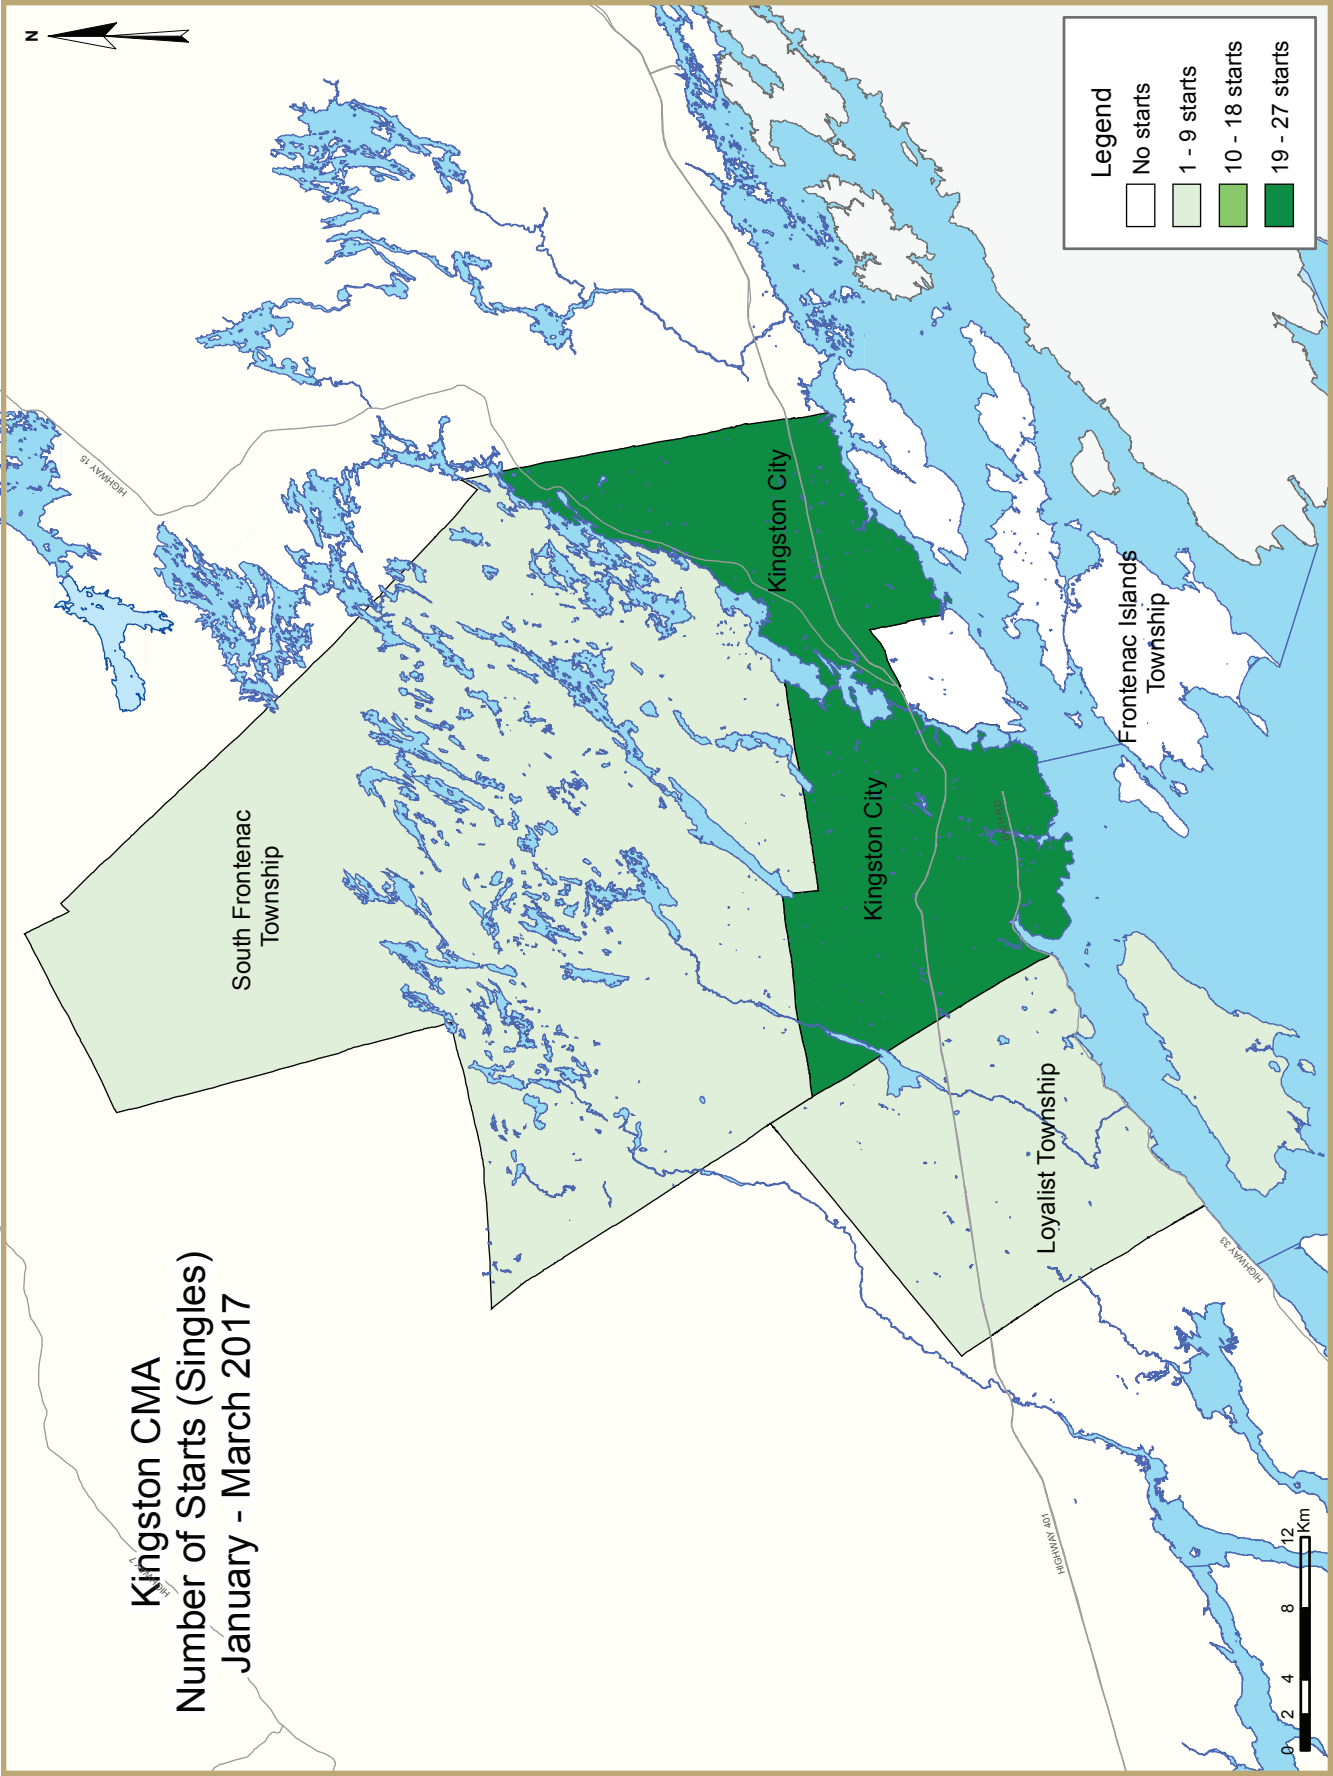 Kingston CMA
Number of Starts (Singles)
January - March 2017
N
HIGHWAY 7
HIGHWAY 15
South Frontenac
Township
Kingston City
Kingston City
Loyalist Township
Frontenac Islands
Township
HIGHWAY 33
HIGHWAY 401
0 2 4 8 12
Km
Legend
No starts
1 - 9 starts
10 - 18 starts
19 - 27 starts